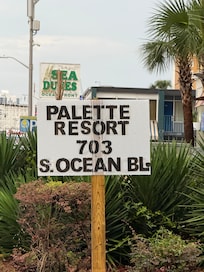 SEA
DUNES
PALETTE
RESORT
703
S. OCEAN BL.